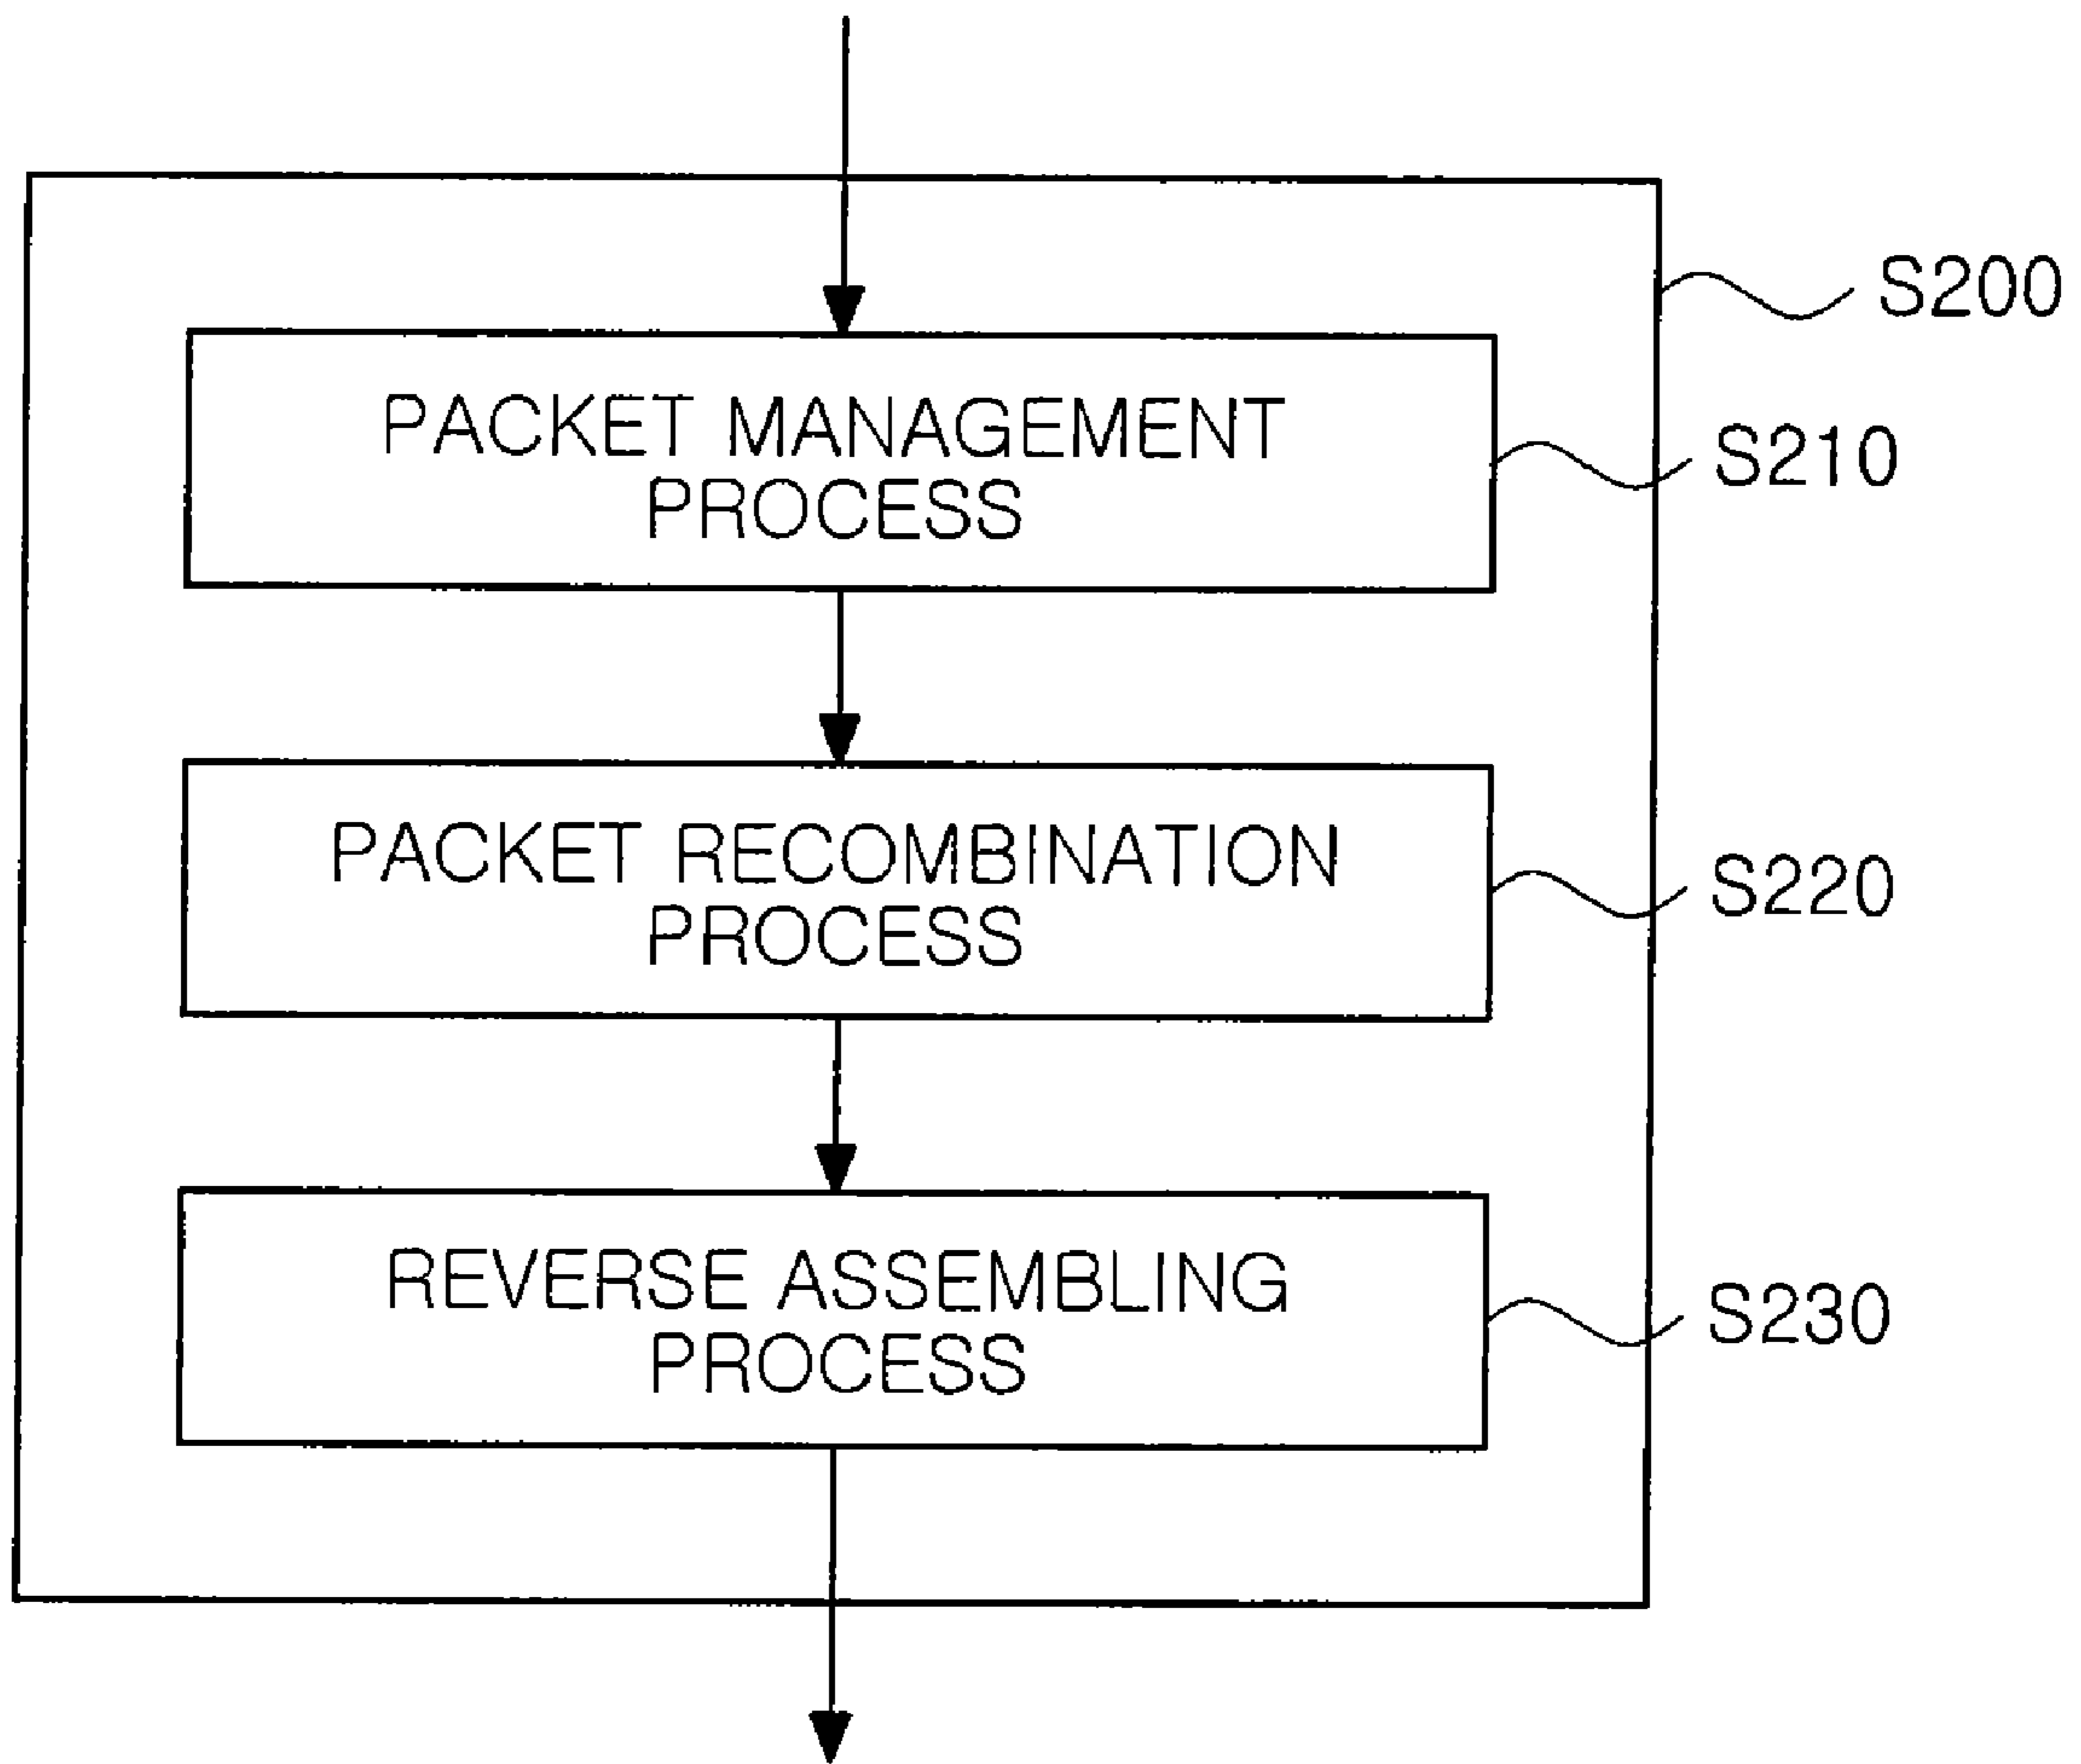 S200
PACKET MANAGEMENT
PROCESS
S210
PACKET RECOMBINATION
PROCESS
S220
REVERSE ASSEMBLING
PROCESS
S230